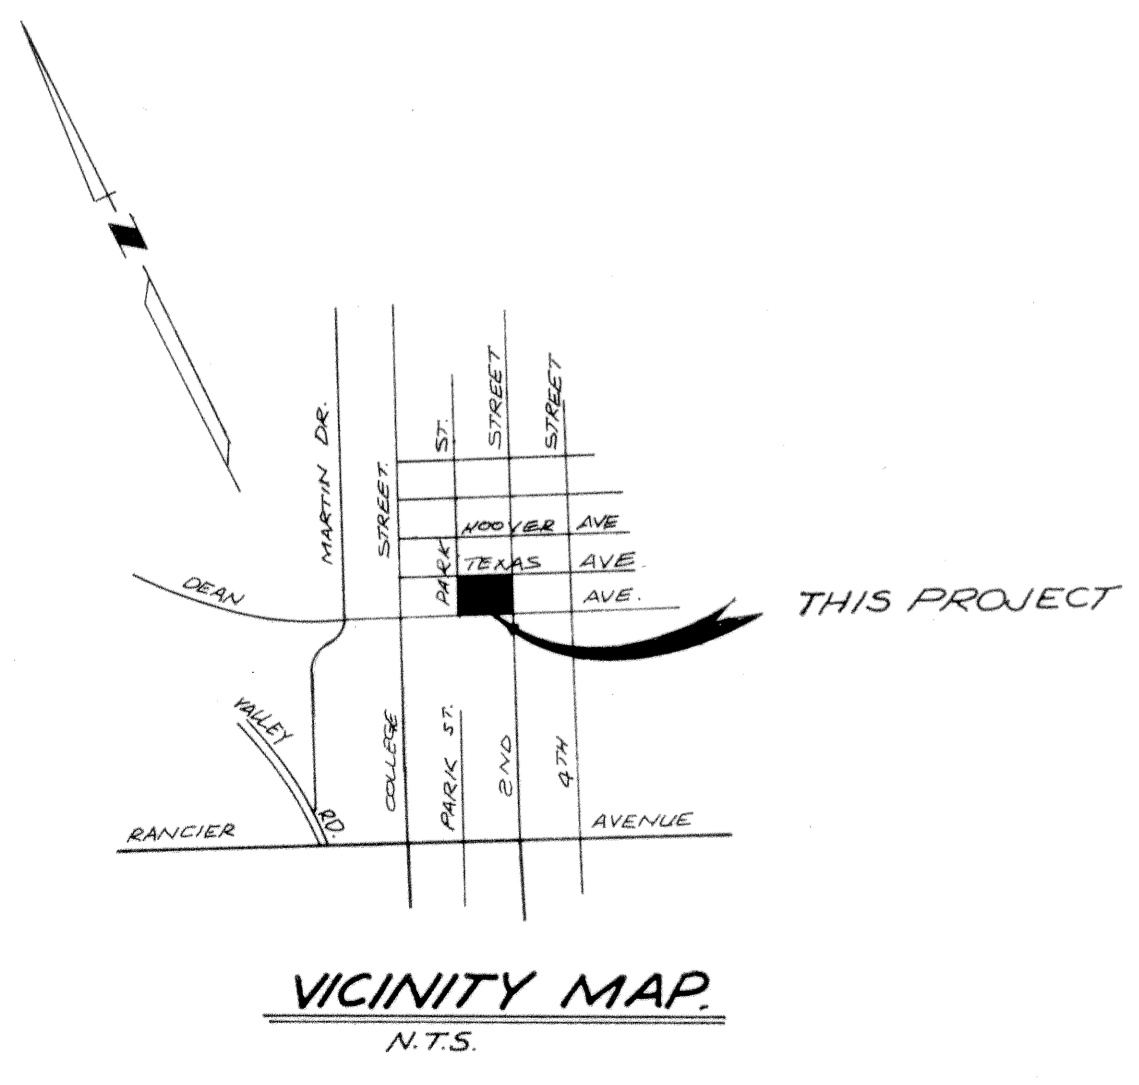 N
MARTIN DR.
COLLEGE STREET.
PARK ST.
2ND STREET
4TH STREET
HOOVER AVE
TEXAS AVE.
DEAN AVE.
THIS PROJECT
VALLEY RD.
PARK ST.
RANCIER AVENUE
VICINITY MAP.
N.T.S.